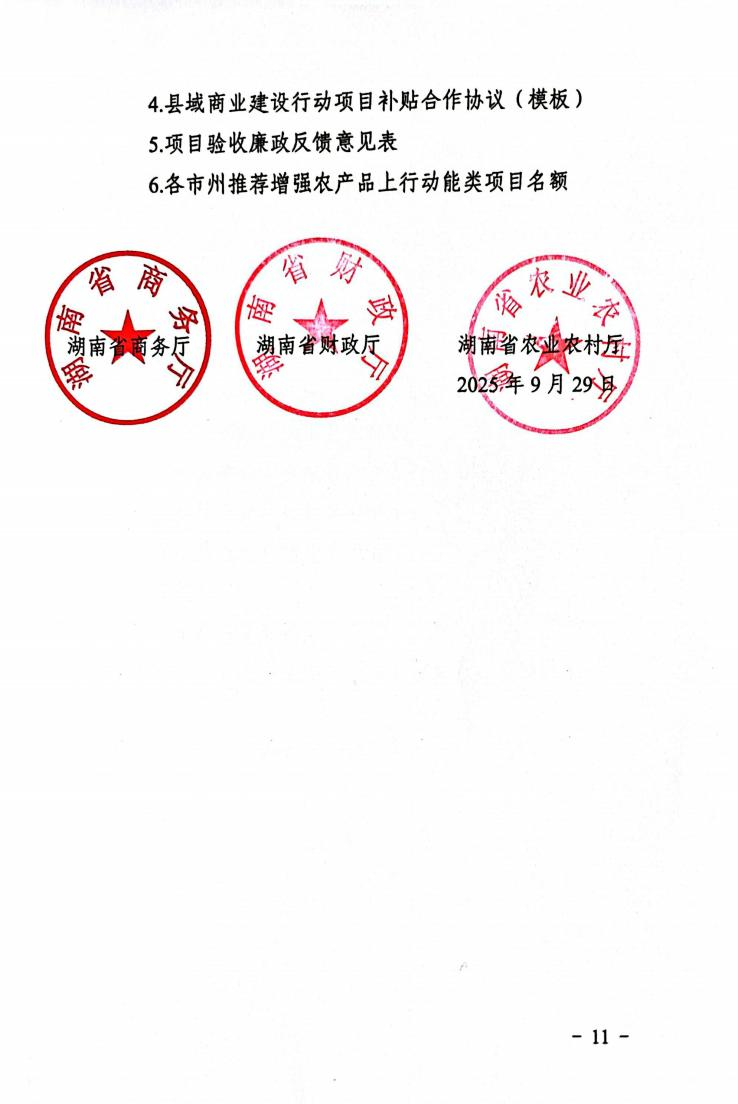 4.县域商业建设行动项目补贴合作协议（模板）
5.项目验收廉政反馈意见表
6.各市州推荐增强农产品上行动能类项目名额
湖南省商务厅
湖南省财政厅
湖南省农业农村厅
湖南省商务厅 湖南省财政厅 湖南省农业农村厅
2025年9月29日
- 11 -